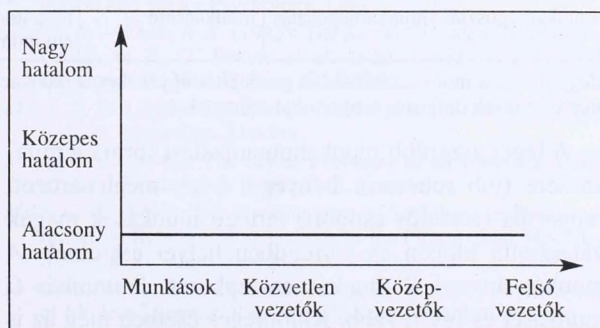 Nagy
hatalom
Közepes
hatalom
Alacsony
hatalom
Munkások Közvetlen Közép- Felső
vezetők vezetők vezetők